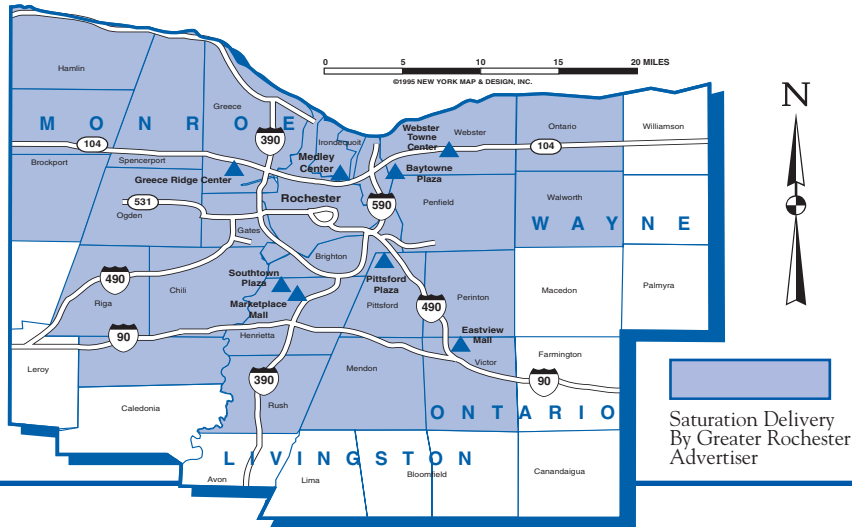 Hamlin
0 5 10 15 20 MILES
©1995 NEW YORK MAP & DESIGN, INC.
N
Greece
MONROE
390
Irondequoit
Webster
Towne
Center
Webster
Ontario
Williamson
104
104
Brockport
Spencerport
Medley
Center
Greece Ridge Center
Baytowne
Plaza
531
Rochester
590
Penfield
Walworth
Ogden
WAYNE
Gates
Brighton
490
Riga
Chili
Southtown
Plaza
Marketplace
Mall
Pittsford
Plaza
Pittsford
490
Perinton
Macedon
Palmyra
90
Henrietta
Eastview
Mall
Victor
Farmington
Leroy
390
Mendon
90
Caledonia
Rush
ONTARIO
Saturation Delivery
By Greater Rochester
Advertiser
LIVINGSTON
Avon
Lima
Bloomfield
Canandaigua